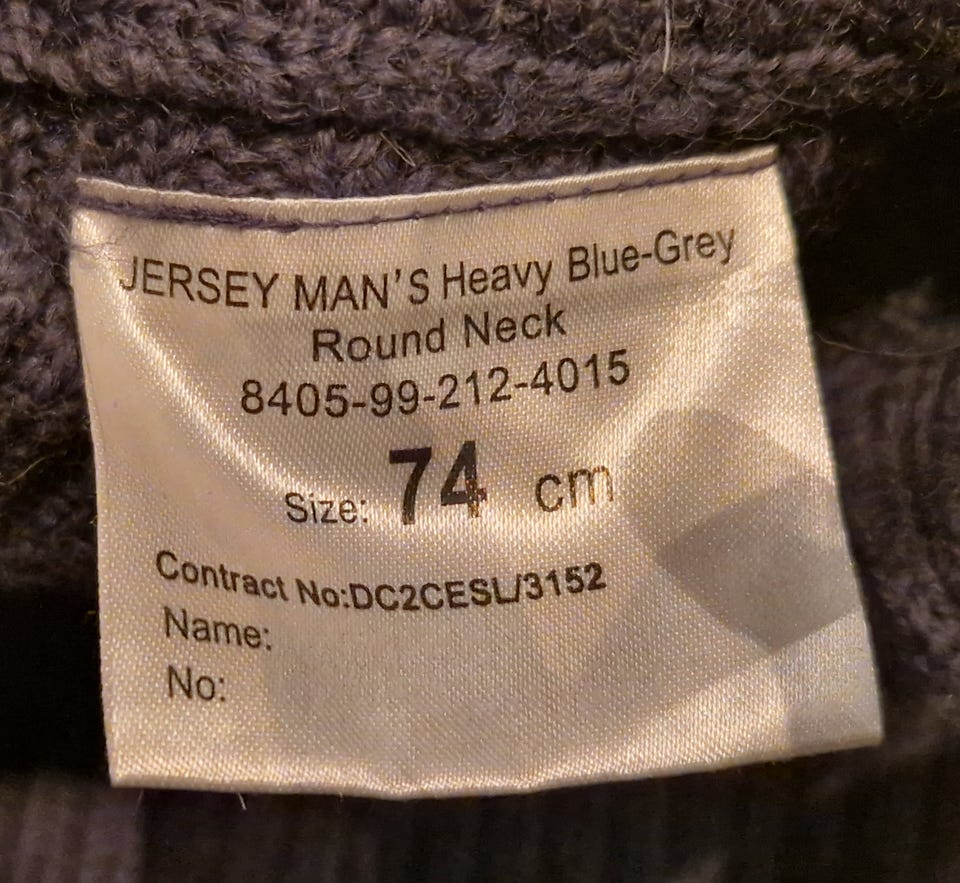 JERSEY MAN'S Heavy Blue-Grey
Round Neck
8405-99-212-4015
Size: 74 cm
Contract No:DC2CESL/3152
Name:
No: